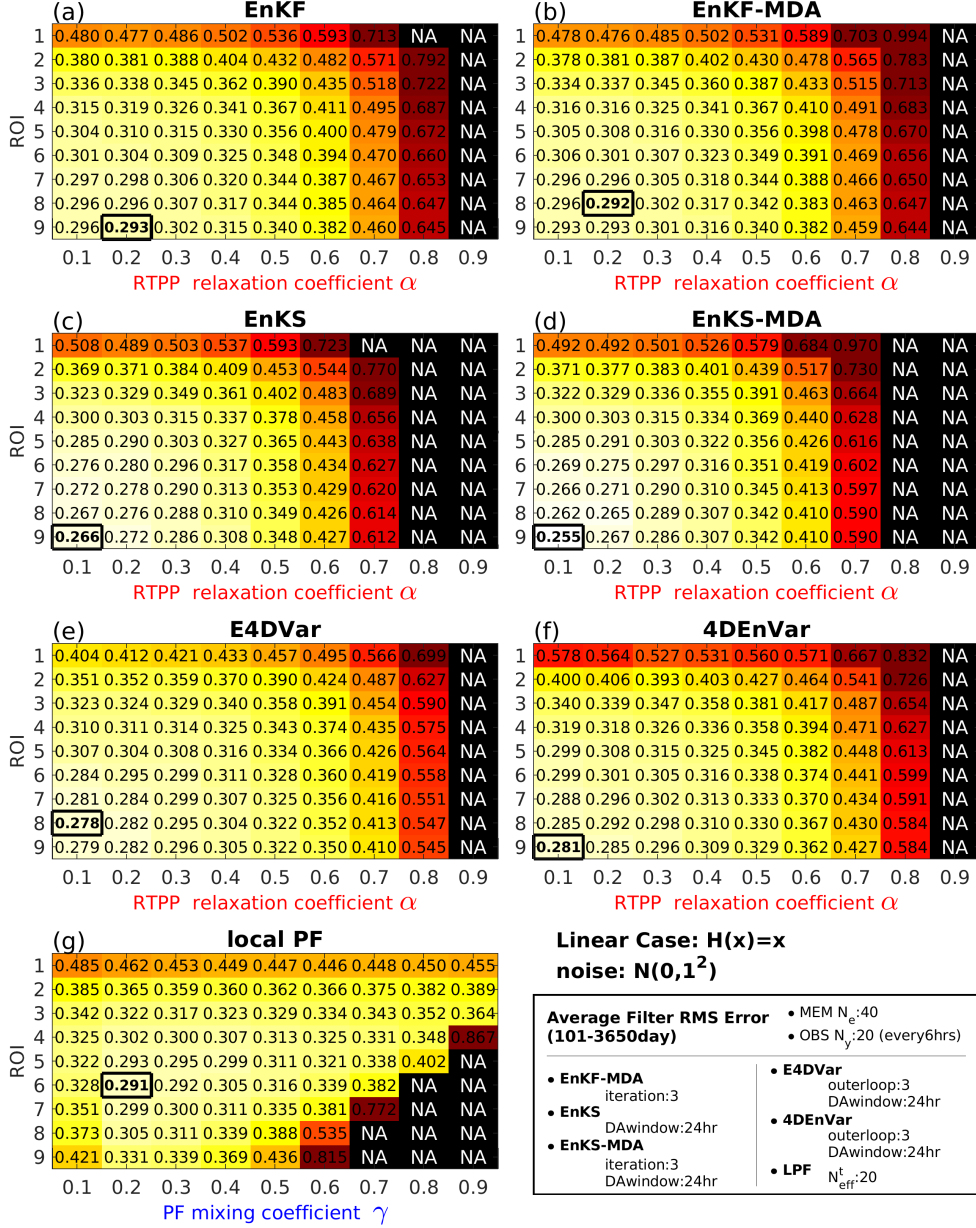 (a) EnKF
1 0.480 0.477 0.486 0.502 0.536 0.593 0.713 NA NA
2 0.380 0.381 0.388 0.404 0.432 0.482 0.571 0.792 NA
3 0.336 0.338 0.345 0.362 0.390 0.435 0.518 0.722 NA
4 0.315 0.319 0.326 0.341 0.367 0.411 0.495 0.687 NA
5 0.304 0.310 0.315 0.330 0.356 0.400 0.479 0.672 NA
6 0.301 0.304 0.309 0.325 0.348 0.394 0.470 0.660 NA
7 0.297 0.298 0.306 0.320 0.344 0.387 0.467 0.653 NA
8 0.296 0.296 0.307 0.317 0.344 0.385 0.464 0.647 NA
9 0.296 0.293 0.302 0.315 0.340 0.382 0.460 0.645 NA
ROI
0.1 0.2 0.3 0.4 0.5 0.6 0.7 0.8 0.9
RTPP relaxation coefficient α
(b) EnKF-MDA
1 0.478 0.476 0.485 0.502 0.531 0.589 0.703 0.994 NA
2 0.378 0.381 0.387 0.402 0.430 0.478 0.565 0.783 NA
3 0.334 0.337 0.345 0.360 0.387 0.433 0.515 0.713 NA
4 0.316 0.316 0.325 0.341 0.367 0.410 0.491 0.683 NA
5 0.305 0.308 0.316 0.330 0.356 0.398 0.478 0.670 NA
6 0.306 0.301 0.307 0.323 0.349 0.391 0.469 0.656 NA
7 0.296 0.296 0.305 0.318 0.344 0.388 0.466 0.650 NA
8 0.296 0.292 0.302 0.317 0.342 0.383 0.463 0.647 NA
9 0.293 0.293 0.301 0.316 0.340 0.382 0.459 0.644 NA
0.1 0.2 0.3 0.4 0.5 0.6 0.7 0.8 0.9
RTPP relaxation coefficient α
(c) EnKS
1 0.508 0.489 0.503 0.537 0.593 0.723 NA NA NA
2 0.369 0.371 0.384 0.409 0.453 0.544 0.770 NA NA
3 0.323 0.329 0.349 0.361 0.402 0.483 0.689 NA NA
4 0.300 0.303 0.315 0.337 0.378 0.458 0.656 NA NA
5 0.285 0.290 0.303 0.327 0.365 0.443 0.638 NA NA
6 0.276 0.280 0.296 0.317 0.358 0.434 0.627 NA NA
7 0.272 0.278 0.290 0.313 0.353 0.429 0.620 NA NA
8 0.267 0.276 0.288 0.310 0.349 0.426 0.614 NA NA
9 0.266 0.272 0.286 0.308 0.348 0.427 0.612 NA NA
ROI
0.1 0.2 0.3 0.4 0.5 0.6 0.7 0.8 0.9
RTPP relaxation coefficient α
(d) EnKS-MDA
1 0.492 0.492 0.501 0.526 0.579 0.684 0.970 NA NA
2 0.371 0.377 0.383 0.401 0.439 0.517 0.730 NA NA
3 0.322 0.329 0.336 0.355 0.391 0.463 0.664 NA NA
4 0.300 0.303 0.315 0.334 0.369 0.440 0.628 NA NA
5 0.285 0.291 0.303 0.322 0.356 0.426 0.616 NA NA
6 0.269 0.275 0.297 0.316 0.351 0.419 0.602 NA NA
7 0.266 0.271 0.290 0.310 0.345 0.413 0.597 NA NA
8 0.262 0.265 0.289 0.307 0.342 0.412 0.590 NA NA
9 0.255 0.267 0.286 0.307 0.342 0.410 0.590 NA NA
0.1 0.2 0.3 0.4 0.5 0.6 0.7 0.8 0.9
RTPP relaxation coefficient α
(e) E4DVar
1 0.404 0.412 0.421 0.433 0.457 0.495 0.566 0.699 NA
2 0.351 0.352 0.359 0.370 0.390 0.424 0.487 0.627 NA
3 0.323 0.324 0.329 0.340 0.358 0.391 0.454 0.590 NA
4 0.310 0.311 0.314 0.325 0.343 0.374 0.435 0.575 NA
5 0.307 0.304 0.308 0.316 0.334 0.366 0.426 0.564 NA
6 0.284 0.295 0.299 0.311 0.328 0.360 0.419 0.558 NA
7 0.281 0.284 0.299 0.307 0.325 0.356 0.416 0.551 NA
8 0.278 0.282 0.295 0.304 0.322 0.352 0.413 0.547 NA
9 0.279 0.282 0.296 0.305 0.322 0.350 0.410 0.545 NA
ROI
0.1 0.2 0.3 0.4 0.5 0.6 0.7 0.8 0.9
RTPP relaxation coefficient α
(f) 4DEnVar
1 0.578 0.564 0.527 0.531 0.560 0.571 0.667 0.832 NA
2 0.400 0.406 0.393 0.403 0.427 0.464 0.541 0.726 NA
3 0.340 0.339 0.347 0.358 0.381 0.417 0.487 0.654 NA
4 0.319 0.318 0.326 0.336 0.358 0.394 0.471 0.627 NA
5 0.299 0.308 0.315 0.325 0.345 0.382 0.448 0.613 NA
6 0.299 0.301 0.305 0.316 0.338 0.374 0.441 0.599 NA
7 0.288 0.296 0.302 0.313 0.333 0.370 0.434 0.591 NA
8 0.285 0.292 0.298 0.310 0.330 0.367 0.430 0.584 NA
9 0.281 0.285 0.296 0.309 0.329 0.362 0.427 0.584 NA
0.1 0.2 0.3 0.4 0.5 0.6 0.7 0.8 0.9
RTPP relaxation coefficient α
(g) local PF
1 0.485 0.462 0.453 0.449 0.447 0.446 0.448 0.450 0.455
2 0.385 0.365 0.359 0.360 0.362 0.366 0.375 0.382 0.389
3 0.342 0.322 0.317 0.323 0.329 0.334 0.343 0.352 0.364
4 0.325 0.302 0.300 0.307 0.313 0.325 0.331 0.348 0.867
5 0.322 0.293 0.295 0.299 0.311 0.321 0.338 0.402 NA
6 0.328 0.291 0.292 0.305 0.316 0.339 0.382 NA NA
7 0.351 0.299 0.300 0.311 0.335 0.381 0.772 NA NA
8 0.373 0.305 0.311 0.339 0.388 0.535 NA NA NA
9 0.421 0.331 0.339 0.369 0.436 0.815 NA NA NA
ROI
0.1 0.2 0.3 0.4 0.5 0.6 0.7 0.8 0.9
PF mixing coefficient γ
Linear Case: H(x)=x
noise: N(0,1²)
Average Filter RMS Error
(101-3650day)
• MEM Nₑ:40
• OBS N_y:20 (every6hrs)
• EnKF-MDA
iteration:3
• EnKS
DAwindow:24hr
• EnKS-MDA
iteration:3
DAwindow:24hr
• E4DVar
outerloop:3
DAwindow:24hr
• 4DEnVar
outerloop:3
DAwindow:24hr
• LPF N_eff^t:20